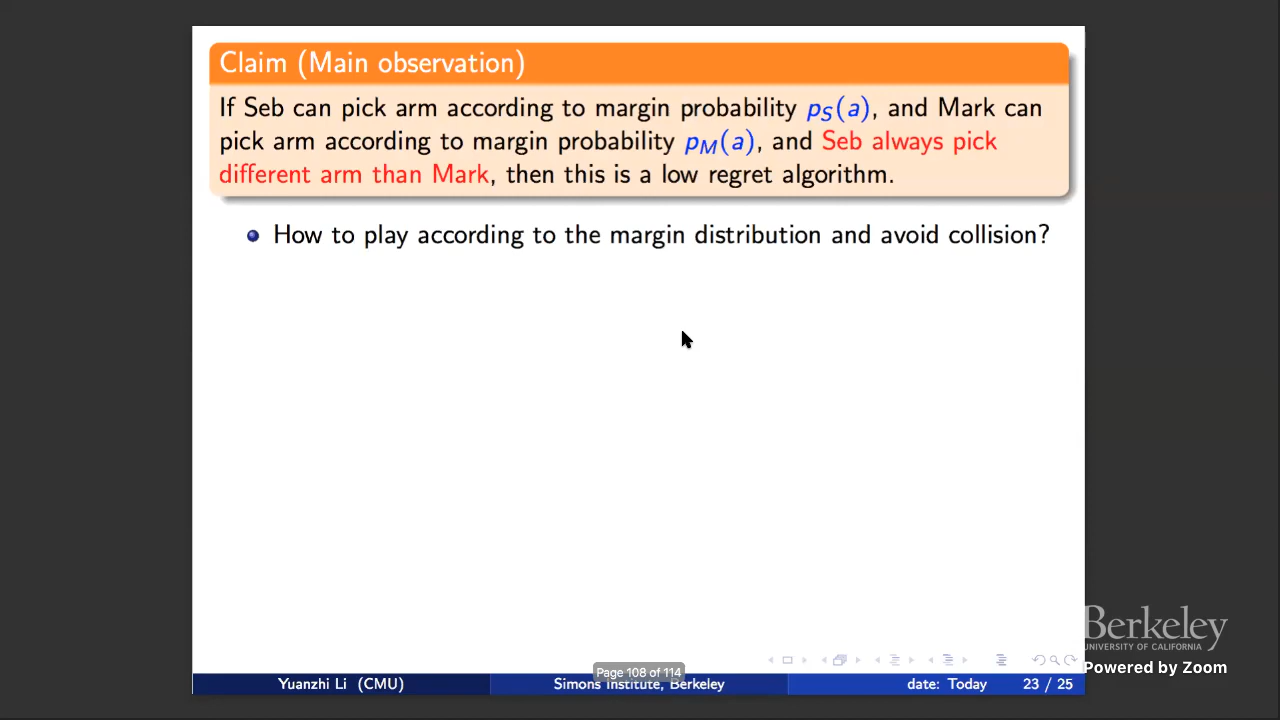 Claim (Main observation)
If Seb can pick arm according to margin probability p_S(a), and Mark can
pick arm according to margin probability p_M(a), and Seb always pick
different arm than Mark, then this is a low regret algorithm.
How to play according to the margin distribution and avoid collision?
Berkeley
UNIVERSITY OF CALIFORNIA
Powered by Zoom
Page 108 of 114
Yuanzhi Li (CMU) Simons Institute, Berkeley date: Today 23 / 25